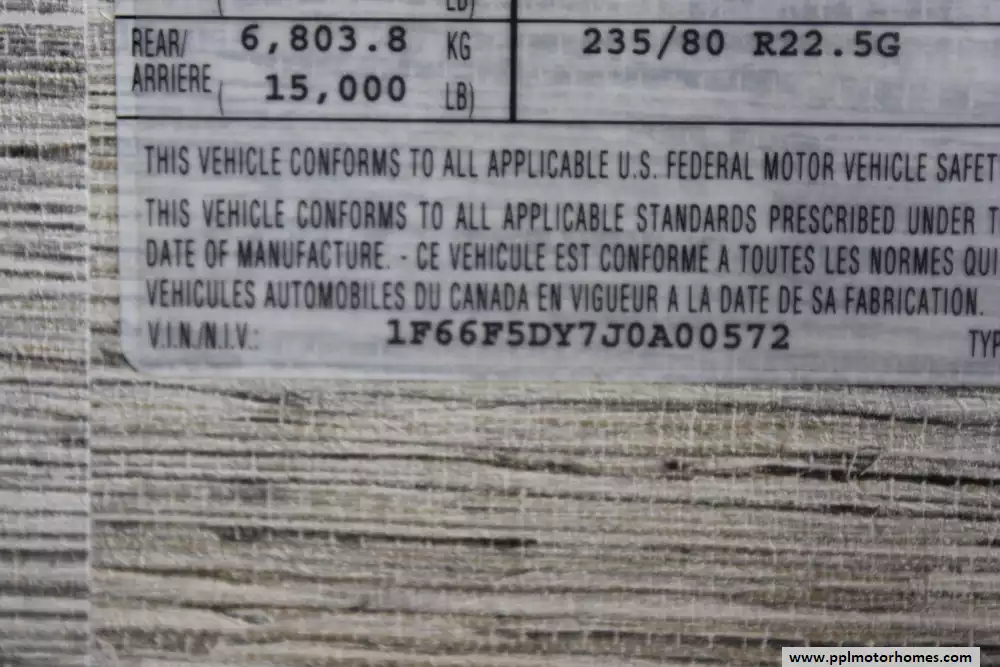 LB)
REAR/ 6,803.8 KG 235/80 R22.5G
ARRIERE ( 15,000 LB)
THIS VEHICLE CONFORMS TO ALL APPLICABLE U.S. FEDERAL MOTOR VEHICLE SAFET
THIS VEHICLE CONFORMS TO ALL APPLICABLE STANDARDS PRESCRIBED UNDER T
DATE OF MANUFACTURE. - CE VEHICULE EST CONFORME A TOUTES LES NORMES QUI
VEHICULES AUTOMOBILES DU CANADA EN VIGUEUR A LA DATE DE SA FABRICATION.
V.I.N./N.I.V.: 1F66F5DY7J0A00572 TYP
www.pplmotorhomes.com